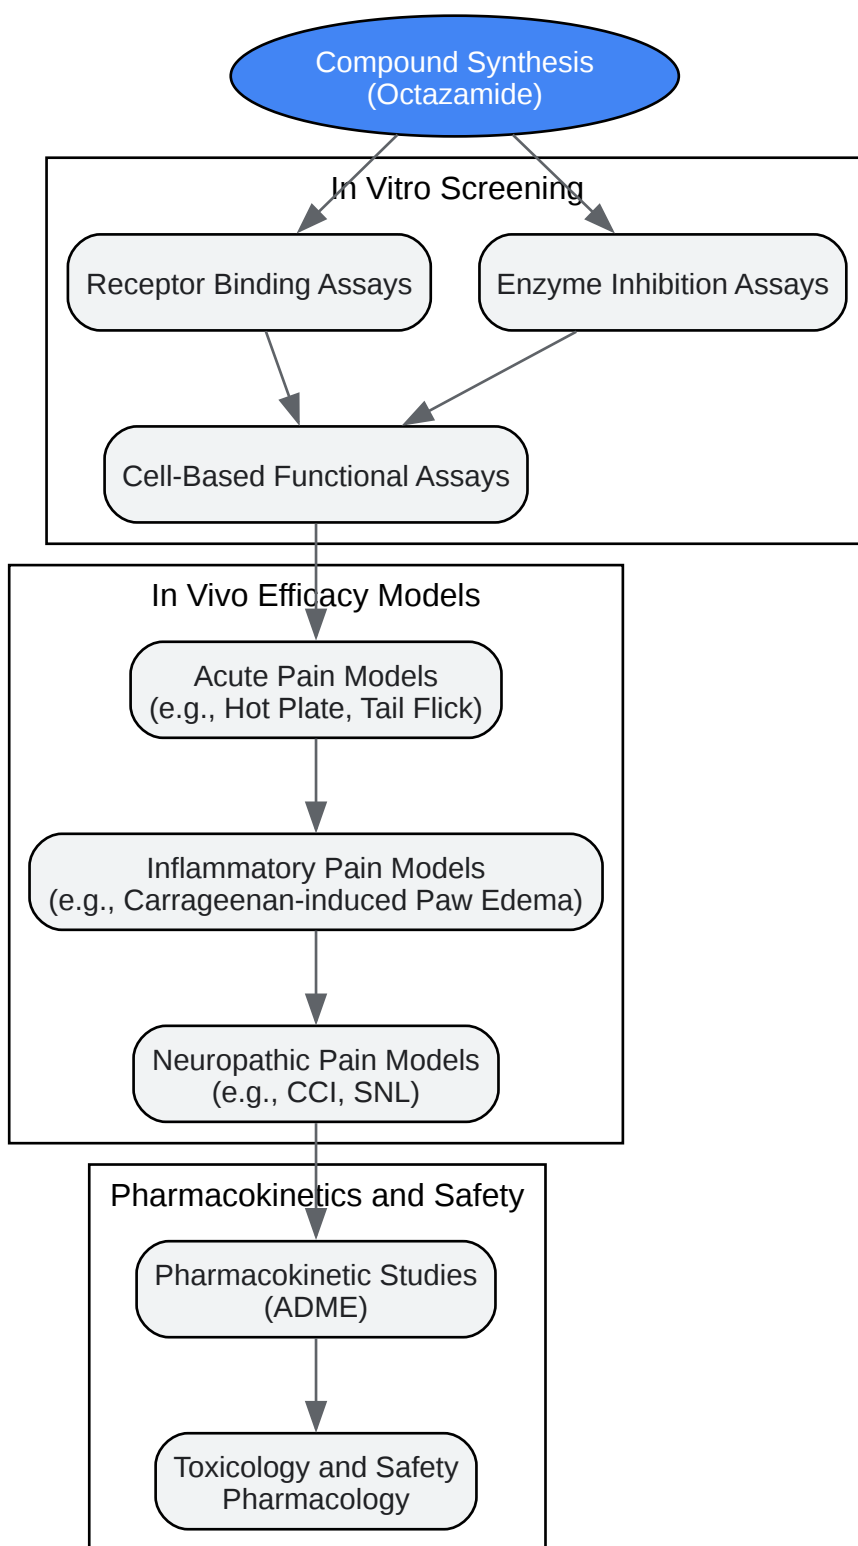 Compound Synthesis
(Octazamide)
In Vitro Screening
Receptor Binding Assays
Enzyme Inhibition Assays
Cell-Based Functional Assays
In Vivo Efficacy Models
Acute Pain Models
(e.g., Hot Plate, Tail Flick)
Inflammatory Pain Models
(e.g., Carrageenan-induced Paw Edema)
Neuropathic Pain Models
(e.g., CCI, SNL)
Pharmacokinetics and Safety
Pharmacokinetic Studies
(ADME)
Toxicology and Safety
Pharmacology